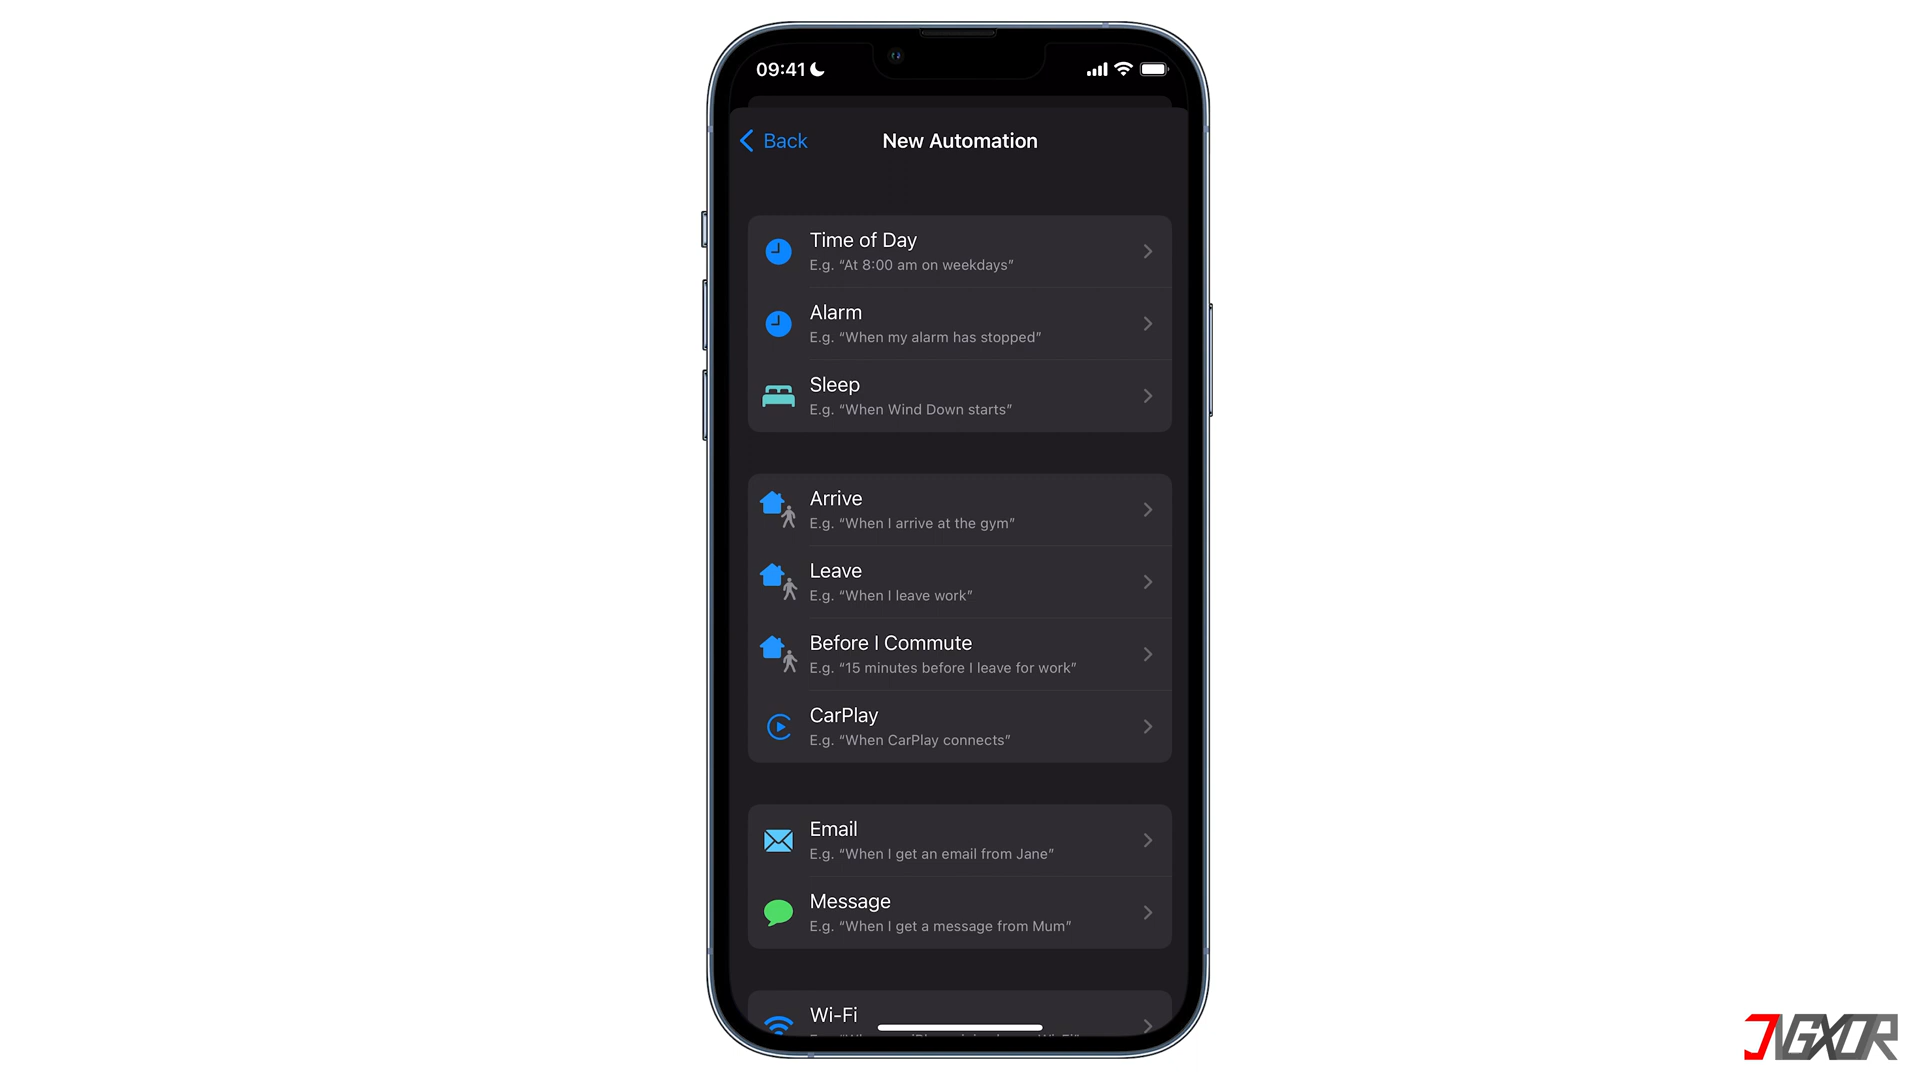 09:41
Back
New Automation
Time of Day
E.g. “At 8:00 am on weekdays”
Alarm
E.g. “When my alarm has stopped”
Sleep
E.g. “When Wind Down starts”
Arrive
E.g. “When I arrive at the gym”
Leave
E.g. “When I leave work”
Before I Commute
E.g. “15 minutes before I leave for work”
CarPlay
E.g. “When CarPlay connects”
Email
E.g. “When I get an email from Jane”
Message
E.g. “When I get a message from Mum”
Wi-Fi
JVGXOR